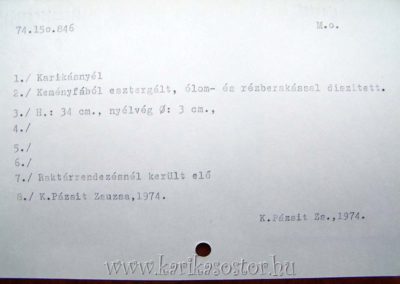 74.15o.846 M.o.
1./ Karikásnyél
2./ Keményfából esztergált, ólom- és rézberakással diszitett.
3./ H.: 34 cm., nyélvég Ø: 3 cm.,
4./
5./
6./
7./ Raktárrendezésnél került elő
8./ K.Pázsit Zsuzsa,1974.
K.Pázsit Zs.,1974.
www.karikasostor.hu